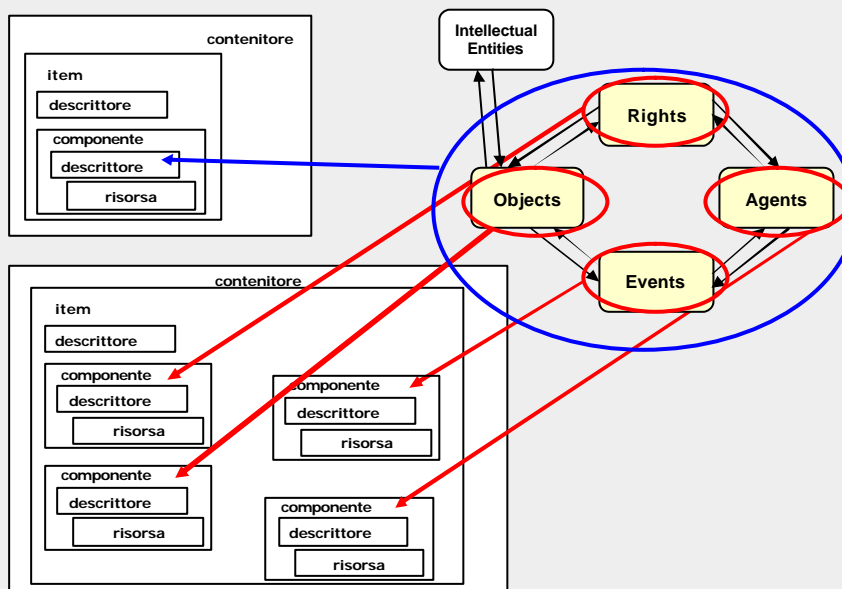 contenitore
item
descrittore
componente
descrittore
risorsa
Intellectual
Entities
Rights
Objects
Agents
Events
contenitore
item
descrittore
componente
descrittore
risorsa
componente
descrittore
risorsa
componente
descrittore
risorsa
componente
descrittore
risorsa